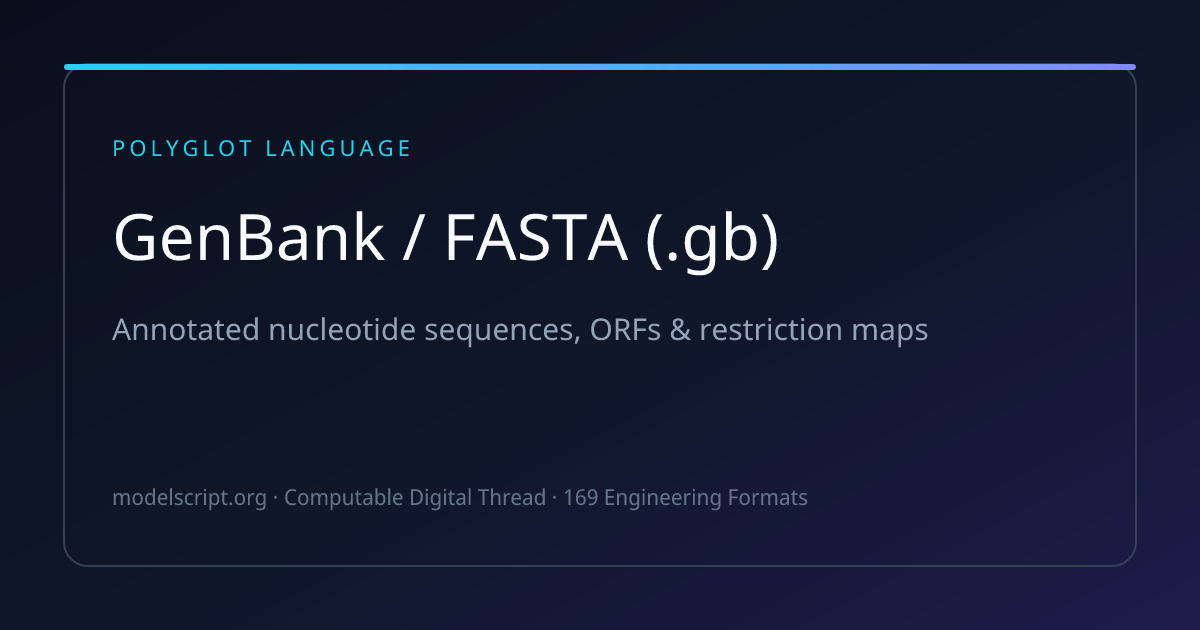 POLYGLOT LANGUAGE
GenBank / FASTA (.gb)
Annotated nucleotide sequences, ORFs & restriction maps
modelscript.org · Computable Digital Thread · 169 Engineering Formats